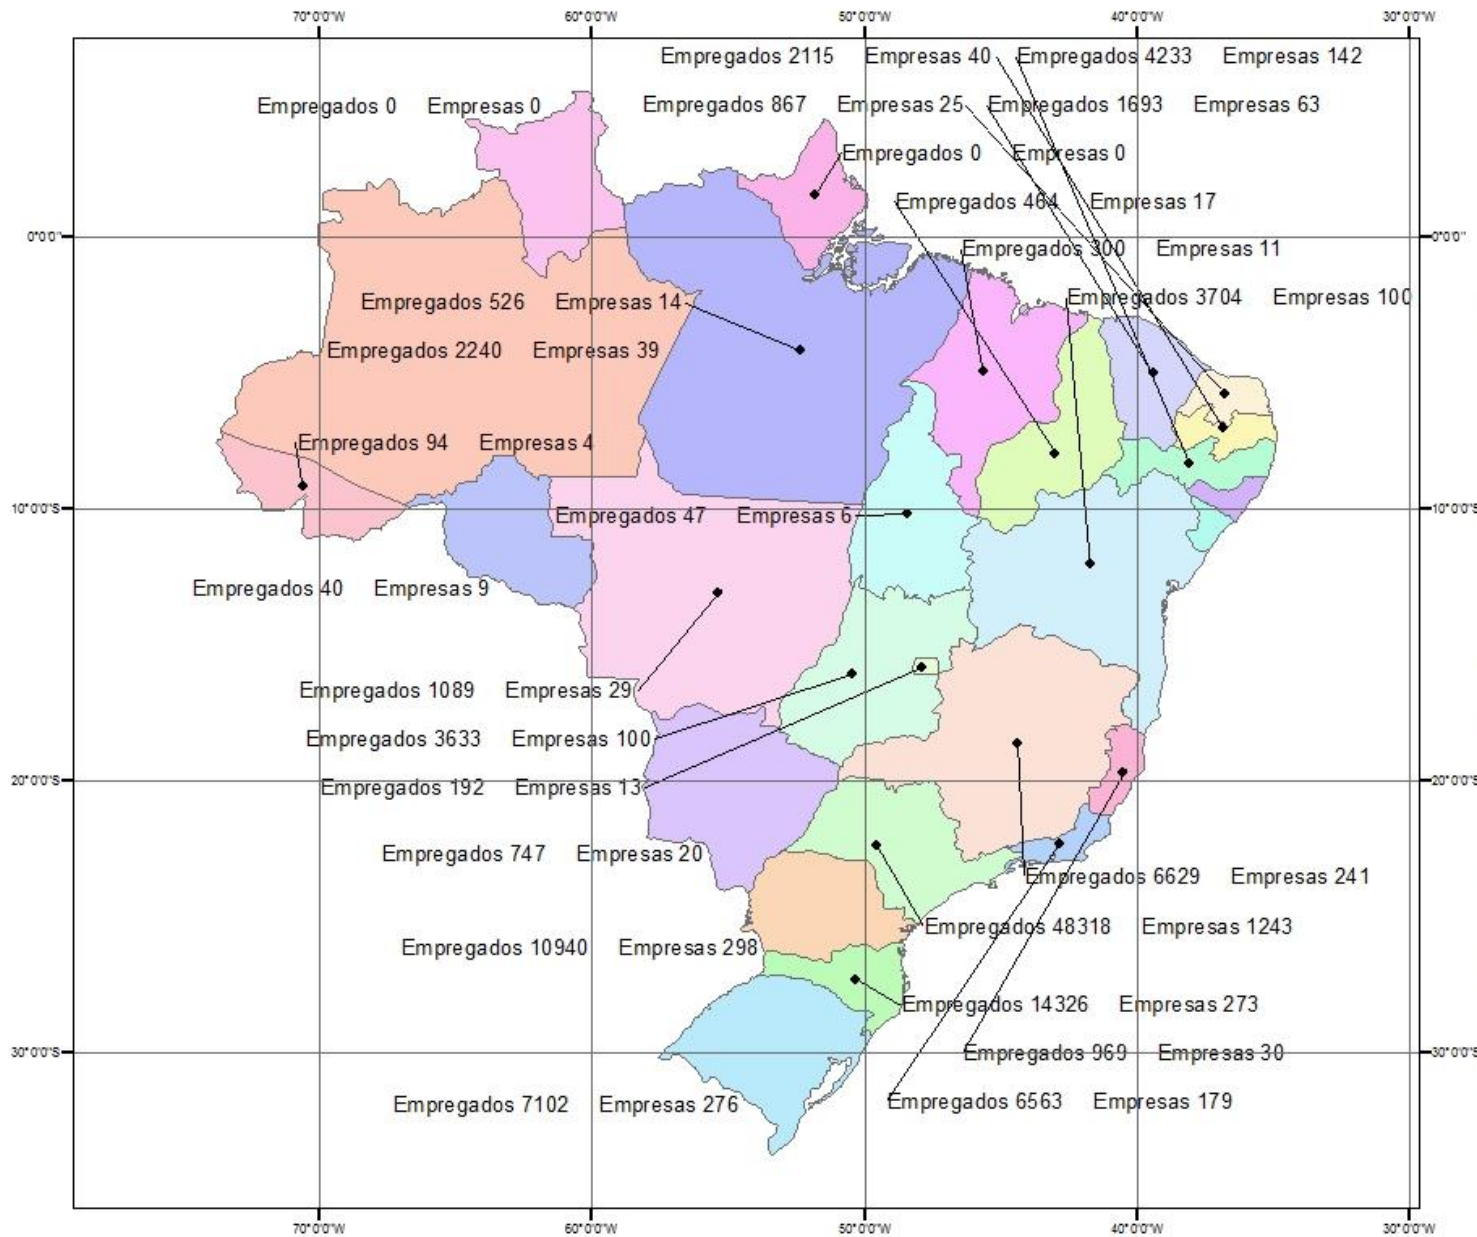 70°0'0"W 60°0'0"W 50°0'0"W 40°0'0"W 30°0'0"W
Empregados 2115 Empresas 40 Empregados 4233 Empresas 142
Empregados 0 Empresas 0 Empregados 867 Empresas 25 Empregados 1693 Empresas 63
Empregados 0 Empresas 0
Empregados 464 Empresas 17
0°0'0" 0°0'0"
Empregados 300 Empresas 11
Empregados 526 Empresas 14 Empregados 3704 Empresas 100
Empregados 2240 Empresas 39
Empregados 94 Empresas 4
10°0'0"S 10°0'0"S
Empregados 47 Empresas 6
Empregados 40 Empresas 9
Empregados 1089 Empresas 29
Empregados 3633 Empresas 100
20°0'0"S 20°0'0"S
Empregados 192 Empresas 13
Empregados 747 Empresas 20
Empregados 6629 Empresas 241
Empregados 48318 Empresas 1243
Empregados 10940 Empresas 298
Empregados 14326 Empresas 273
30°0'0"S 30°0'0"S
Empregados 969 Empresas 30
Empregados 7102 Empresas 276 Empregados 6563 Empresas 179
70°0'0"W 60°0'0"W 50°0'0"W 40°0'0"W 30°0'0"W